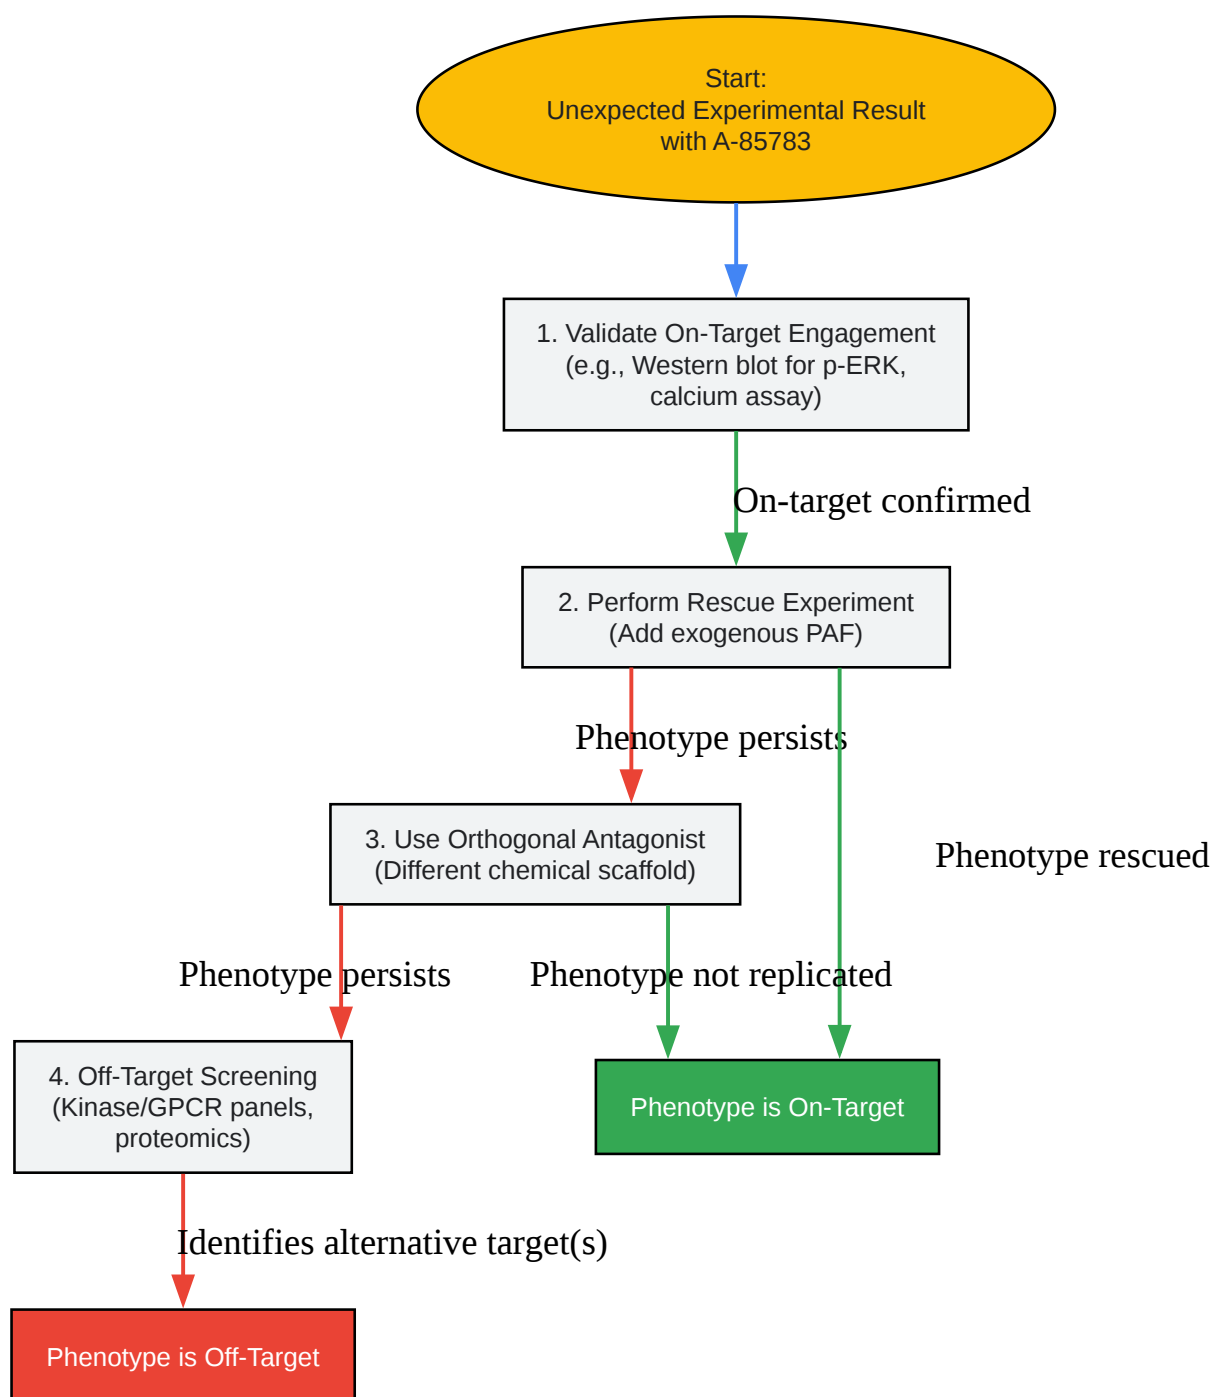 Start:
Unexpected Experimental Result
with A-85783
1. Validate On-Target Engagement
(e.g., Western blot for p-ERK,
calcium assay)
On-target confirmed
2. Perform Rescue Experiment
(Add exogenous PAF)
Phenotype persists
3. Use Orthogonal Antagonist
(Different chemical scaffold)
Phenotype rescued
Phenotype persists
Phenotype not replicated
4. Off-Target Screening
(Kinase/GPCR panels,
proteomics)
Phenotype is On-Target
Identifies alternative target(s)
Phenotype is Off-Target